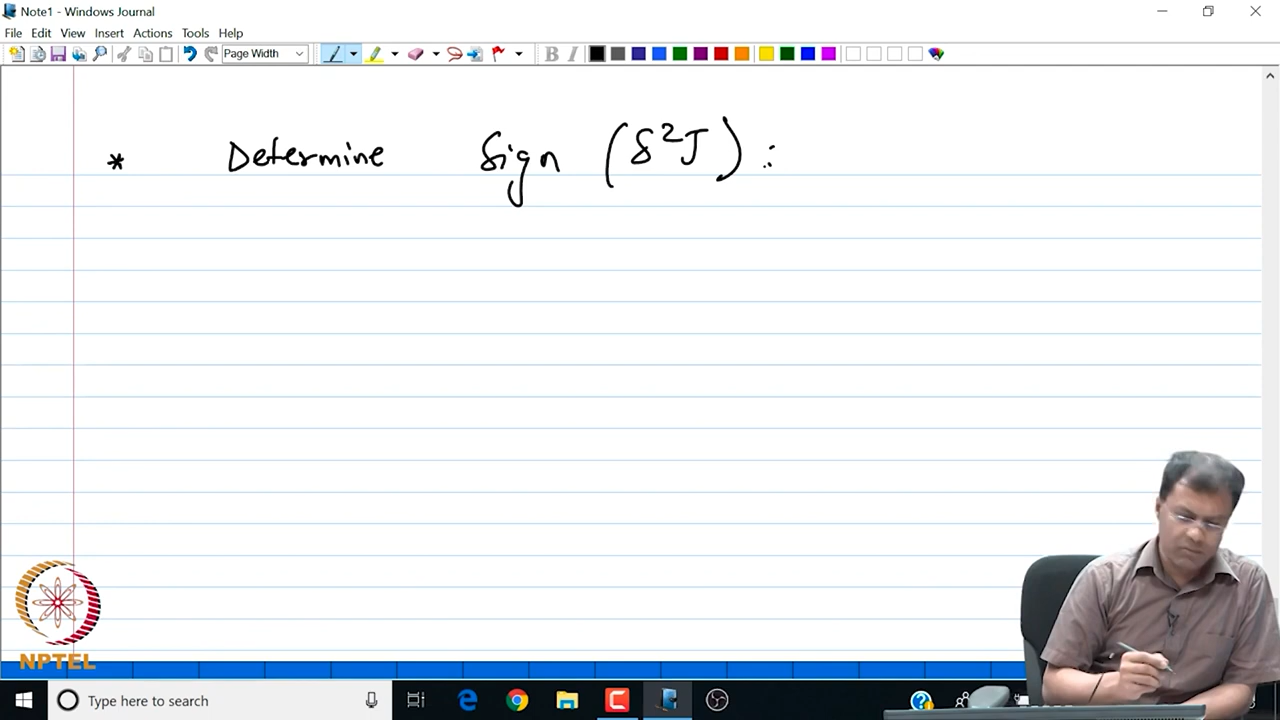 Note1 - Windows Journal
File Edit View Insert Actions Tools Help
Page Width B I
* Determine Sign (δ²J) :
NPTEL
Type here to search